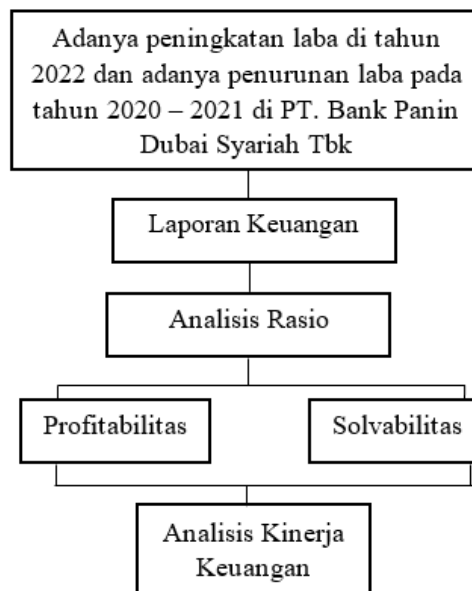 Adanya peningkatan laba di tahun
2022 dan adanya penurunan laba pada
tahun 2020 – 2021 di PT. Bank Panin
Dubai Syariah Tbk
Laporan Keuangan
Analisis Rasio
Profitabilitas
Solvabilitas
Analisis Kinerja
Keuangan